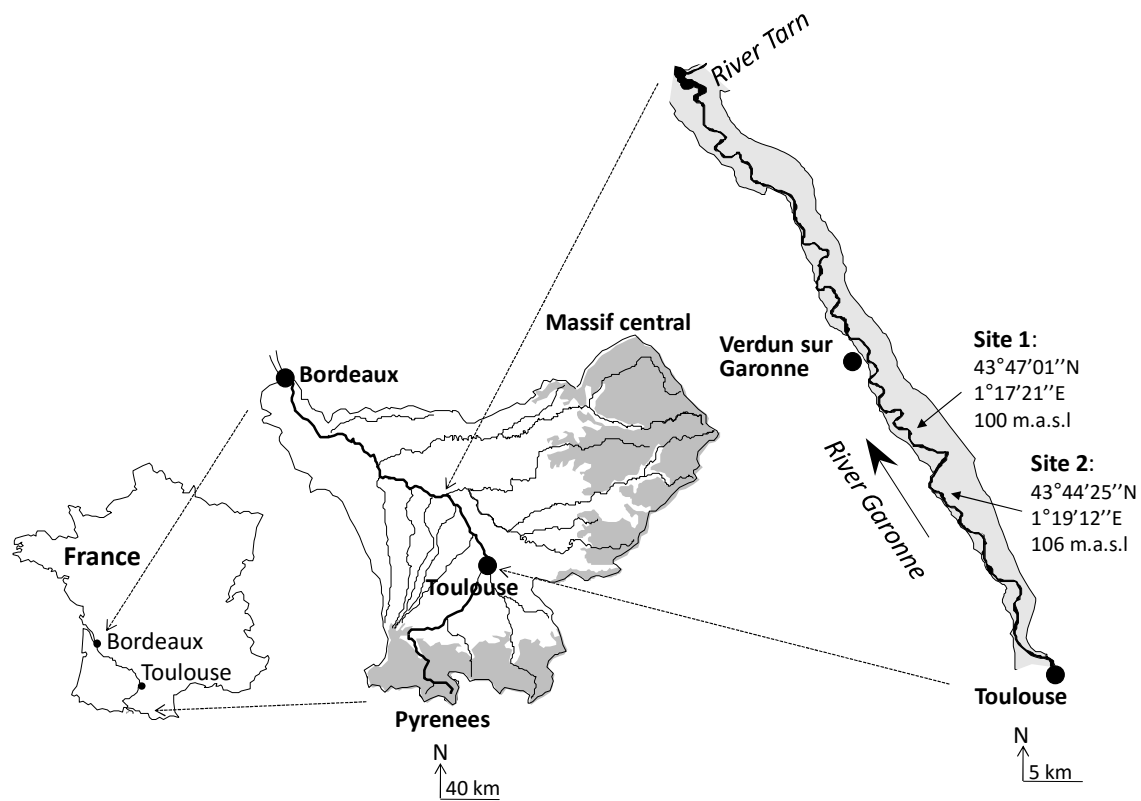 River Tarn
Massif central
Verdun sur
Garonne
Site 1:
43°47’01’’N
1°17’21’’E
100 m.a.s.l
Bordeaux
River Garonne
Site 2:
43°44’25’’N
1°19’12’’E
106 m.a.s.l
France
Toulouse
Bordeaux
Toulouse
Toulouse
Pyrenees
N
40 km
N
5 km